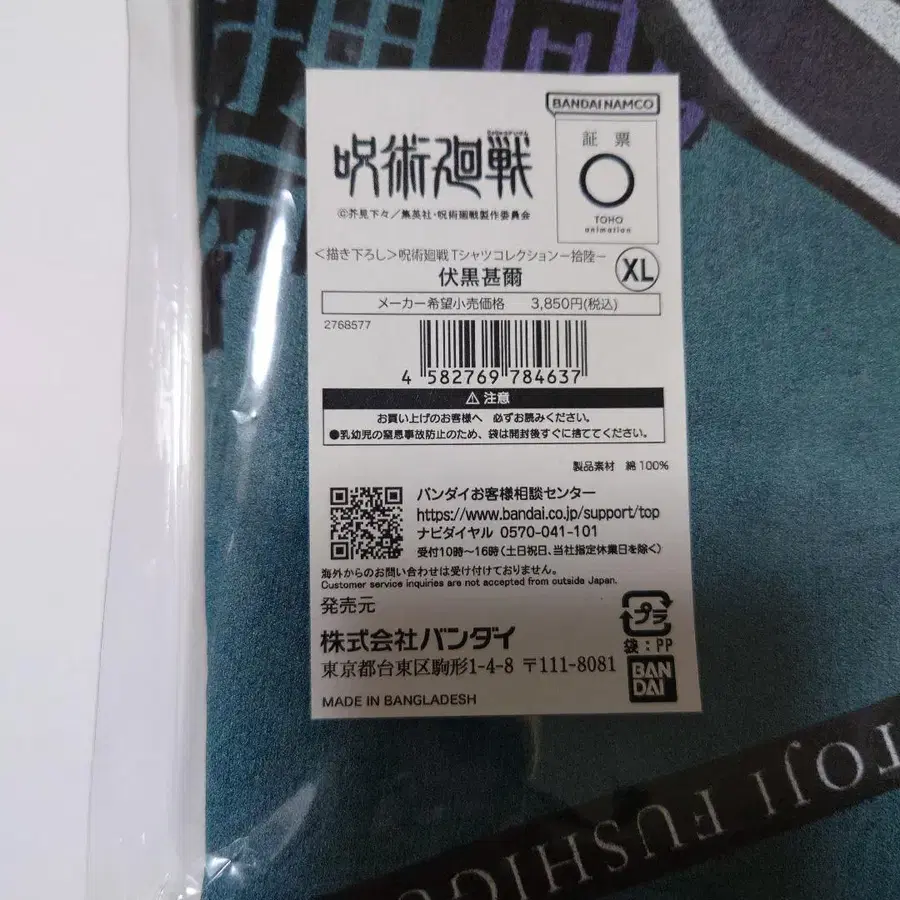 BANDAI NAMCO
呪術廻戦
©芥見下々／集英社・呪術廻戦製作委員会
証 票
TOHO
animation
＜描き下ろし＞呪術廻戦 Tシャツコレクション－拾陸－
伏黒甚爾
XL
メーカー希望小売価格 3,850円(税込)
2768577
4 582769 784637
⚠ 注意
お買い上げのお客様へ 必ずお読みください。
●乳幼児の窒息事故防止のため、袋は開封後すぐに捨ててください。
製品素材 綿100%
バンダイお客様相談センター
https://www.bandai.co.jp/support/top
ナビダイヤル 0570-041-101
受付10時～16時(土日祝日、当社指定休業日を除く)
海外からのお問い合わせは受け付けておりません。
Customer service inquiries are not accepted from outside Japan.
発売元
株式会社バンダイ
東京都台東区駒形1-4-8 〒111-8081
MADE IN BANGLADESH
プラ
袋：PP
BAN
DAI
TOJI FUSHIGU